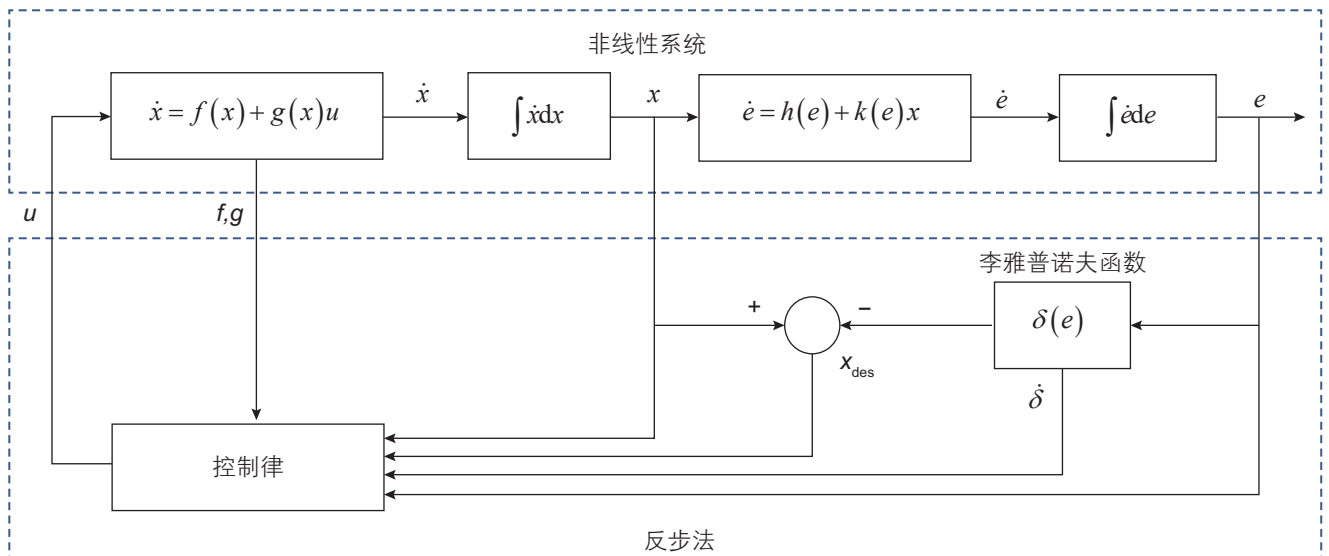 非线性系统
ẋ = f(x) + g(x)u
ẋ
∫ẋdx
x
ė = h(e) + k(e)x
ė
∫ėde
e
u
f,g
李雅普诺夫函数
+
−
δ(e)
x_des
δ̇
控制律
反步法